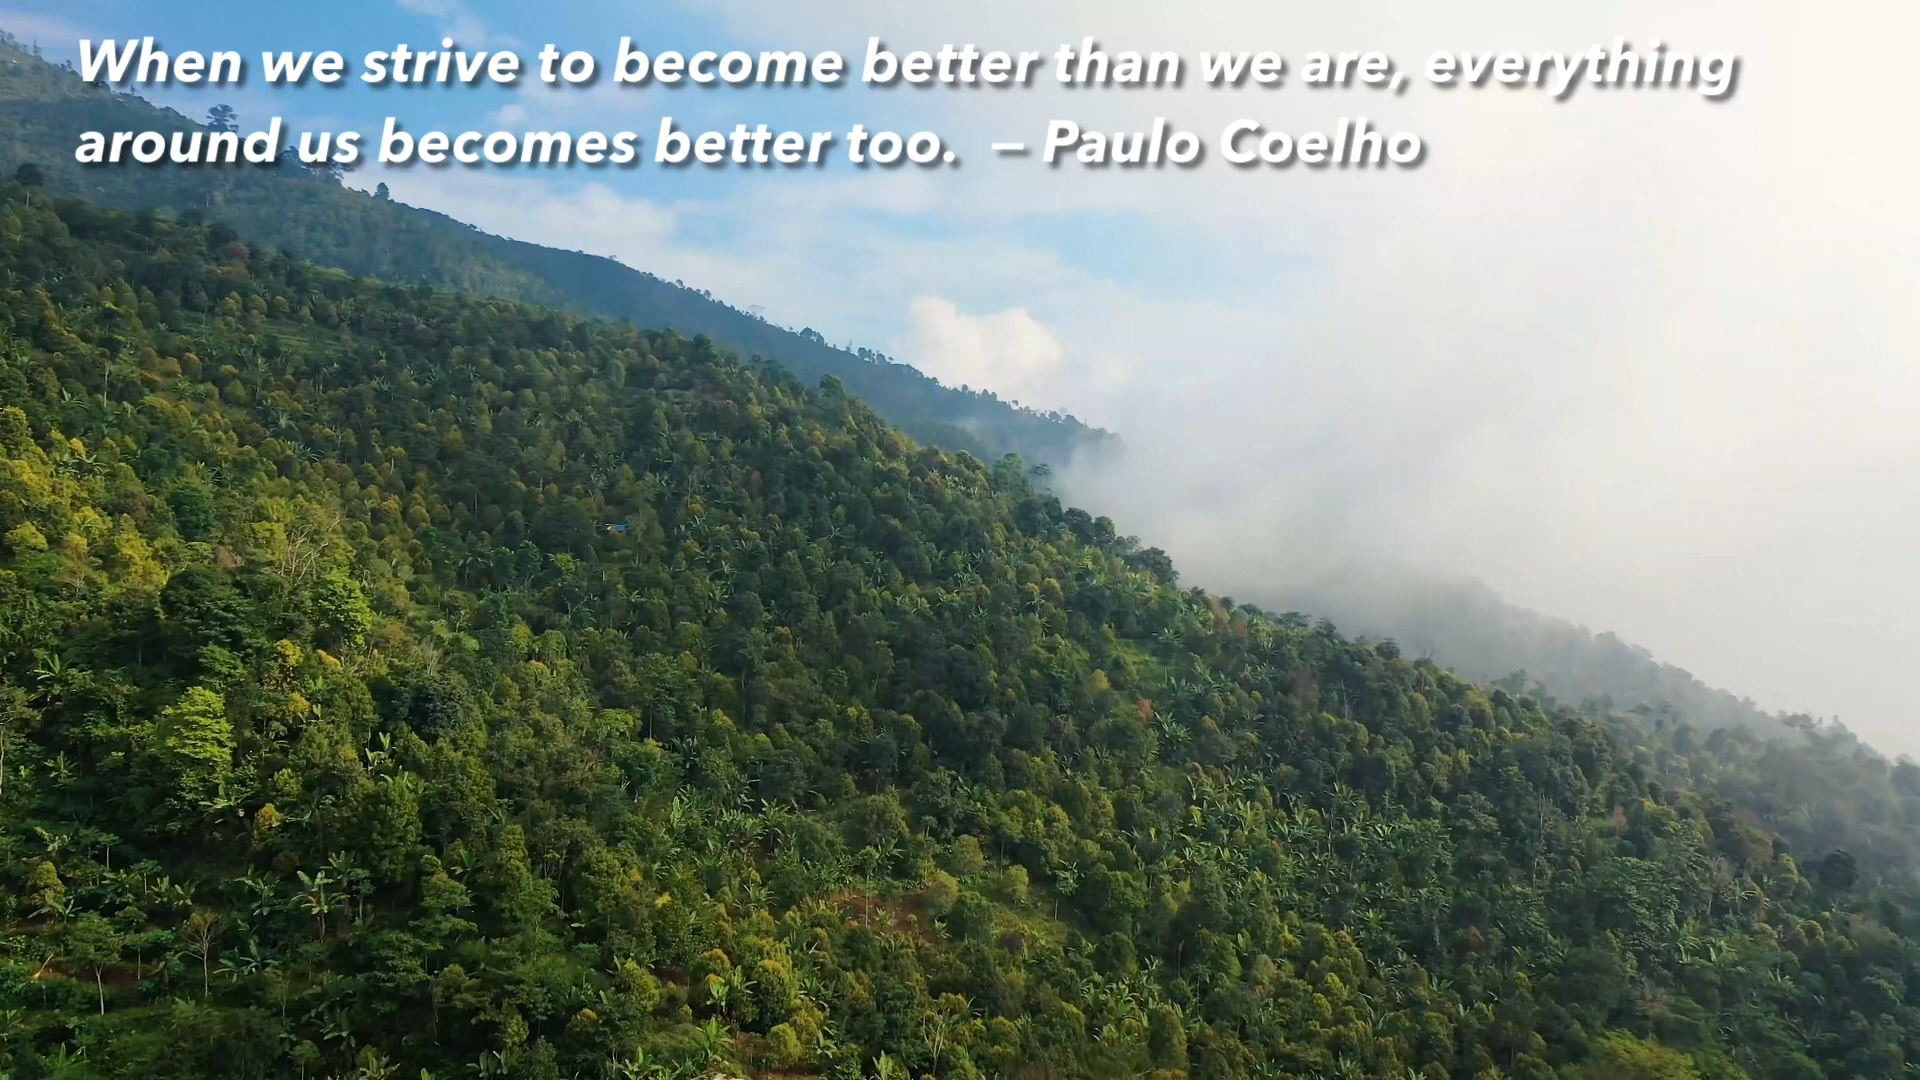 When we strive to become better than we are, everything
around us becomes better too. – Paulo Coelho